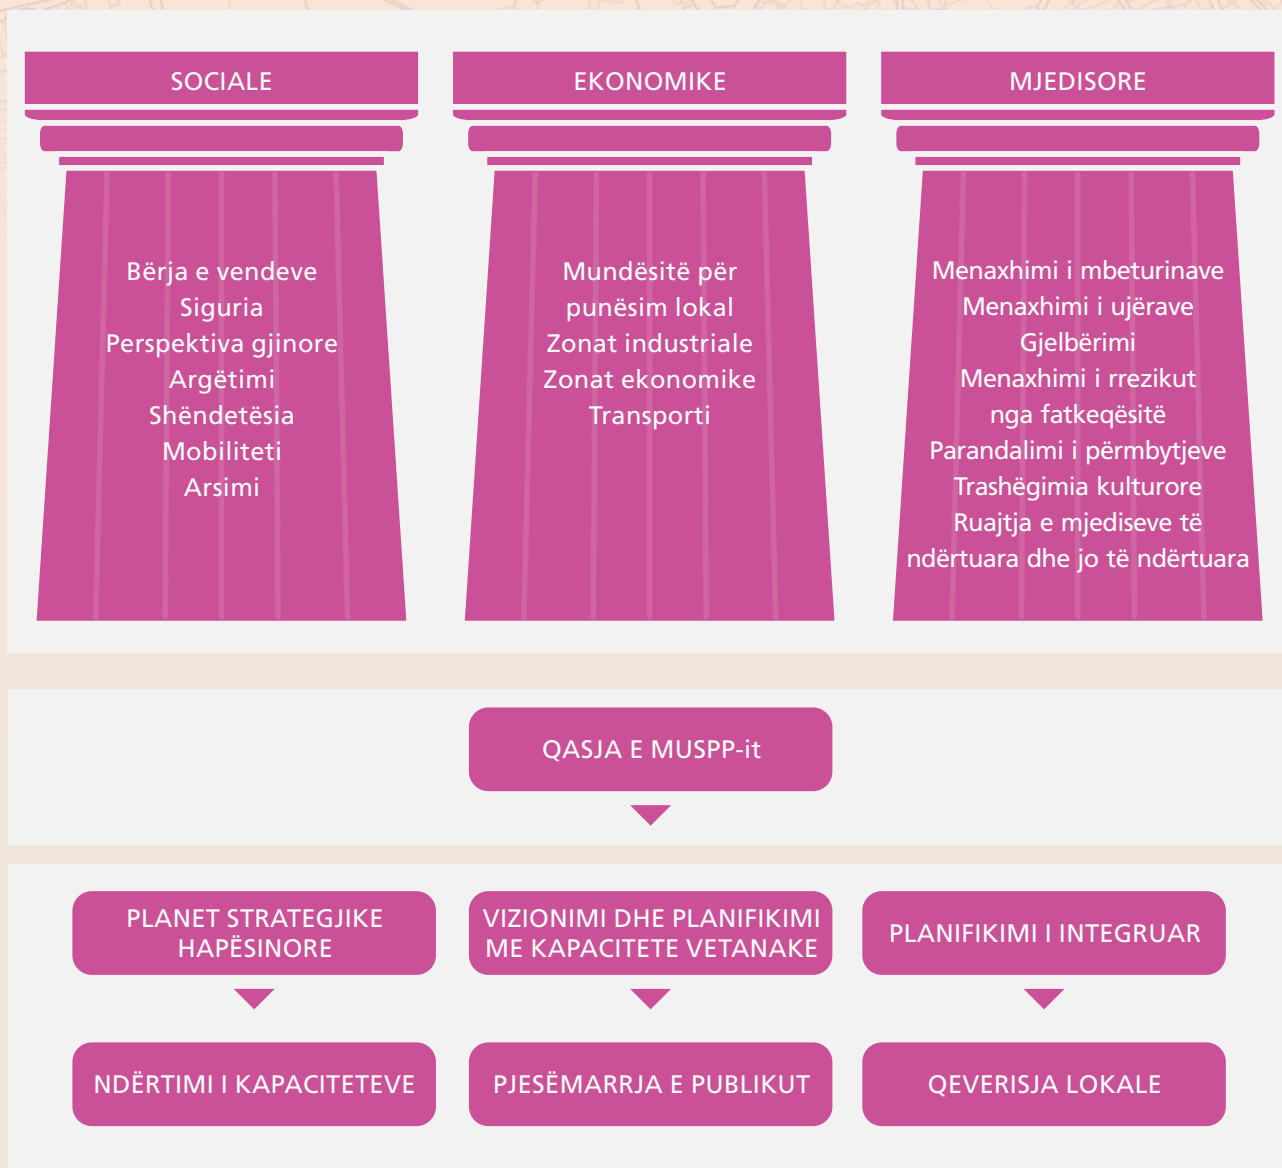 SOCIALE
Bërja e vendeve
Siguria
Perspektiva gjinore
Argëtimi
Shëndetësia
Mobiliteti
Arsimi
EKONOMIKE
Mundësitë për
punësim lokal
Zonat industriale
Zonat ekonomike
Transporti
MJEDISORE
Menaxhimi i mbeturinave
Menaxhimi i ujërave
Gjelbërimi
Menaxhimi i rrezikut
nga fatkeqësitë
Parandalimi i përmbytjeve
Trashëgimia kulturore
Ruajtja e mjediseve të
ndërtuara dhe jo të ndërtuara
QASJA E MUSPP-it
PLANET STRATEGJIKE
HAPËSINORE
VIZIONIMI DHE PLANIFIKIMI
ME KAPACITETE VETANAKE
PLANIFIKIMI I INTEGRUAR
NDËRTIMI I KAPACITETEVE
PJESËMARRJA E PUBLIKUT
QEVERISJA LOKALE